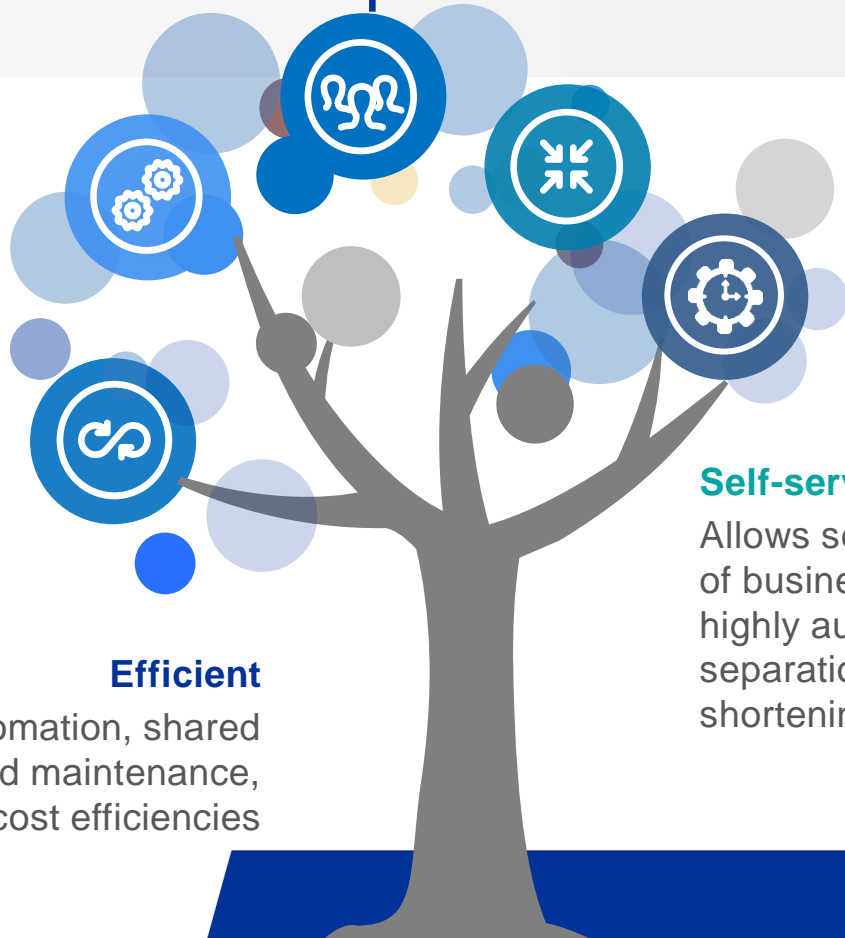 Self-serv
Allows se
of busine
highly au
separatio
shortenin
Efficient
omation, shared
d maintenance,
cost efficiencies